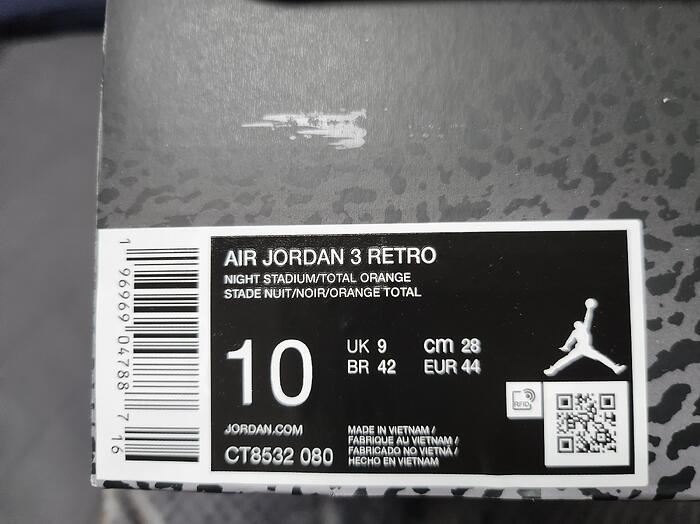 AIR JORDAN 3 RETRO
NIGHT STADIUM/TOTAL ORANGE
STADE NUIT/NOIR/ORANGE TOTAL
10
UK 9
cm 28
BR 42
EUR 44
JORDAN.COM
CT8532 080
MADE IN VIETNAM /
FABRIQUE AU VIETNAM /
FABRICADO NO VIETNÃ /
HECHO EN VIETNAM
RFID
1 96969 04788 7 16